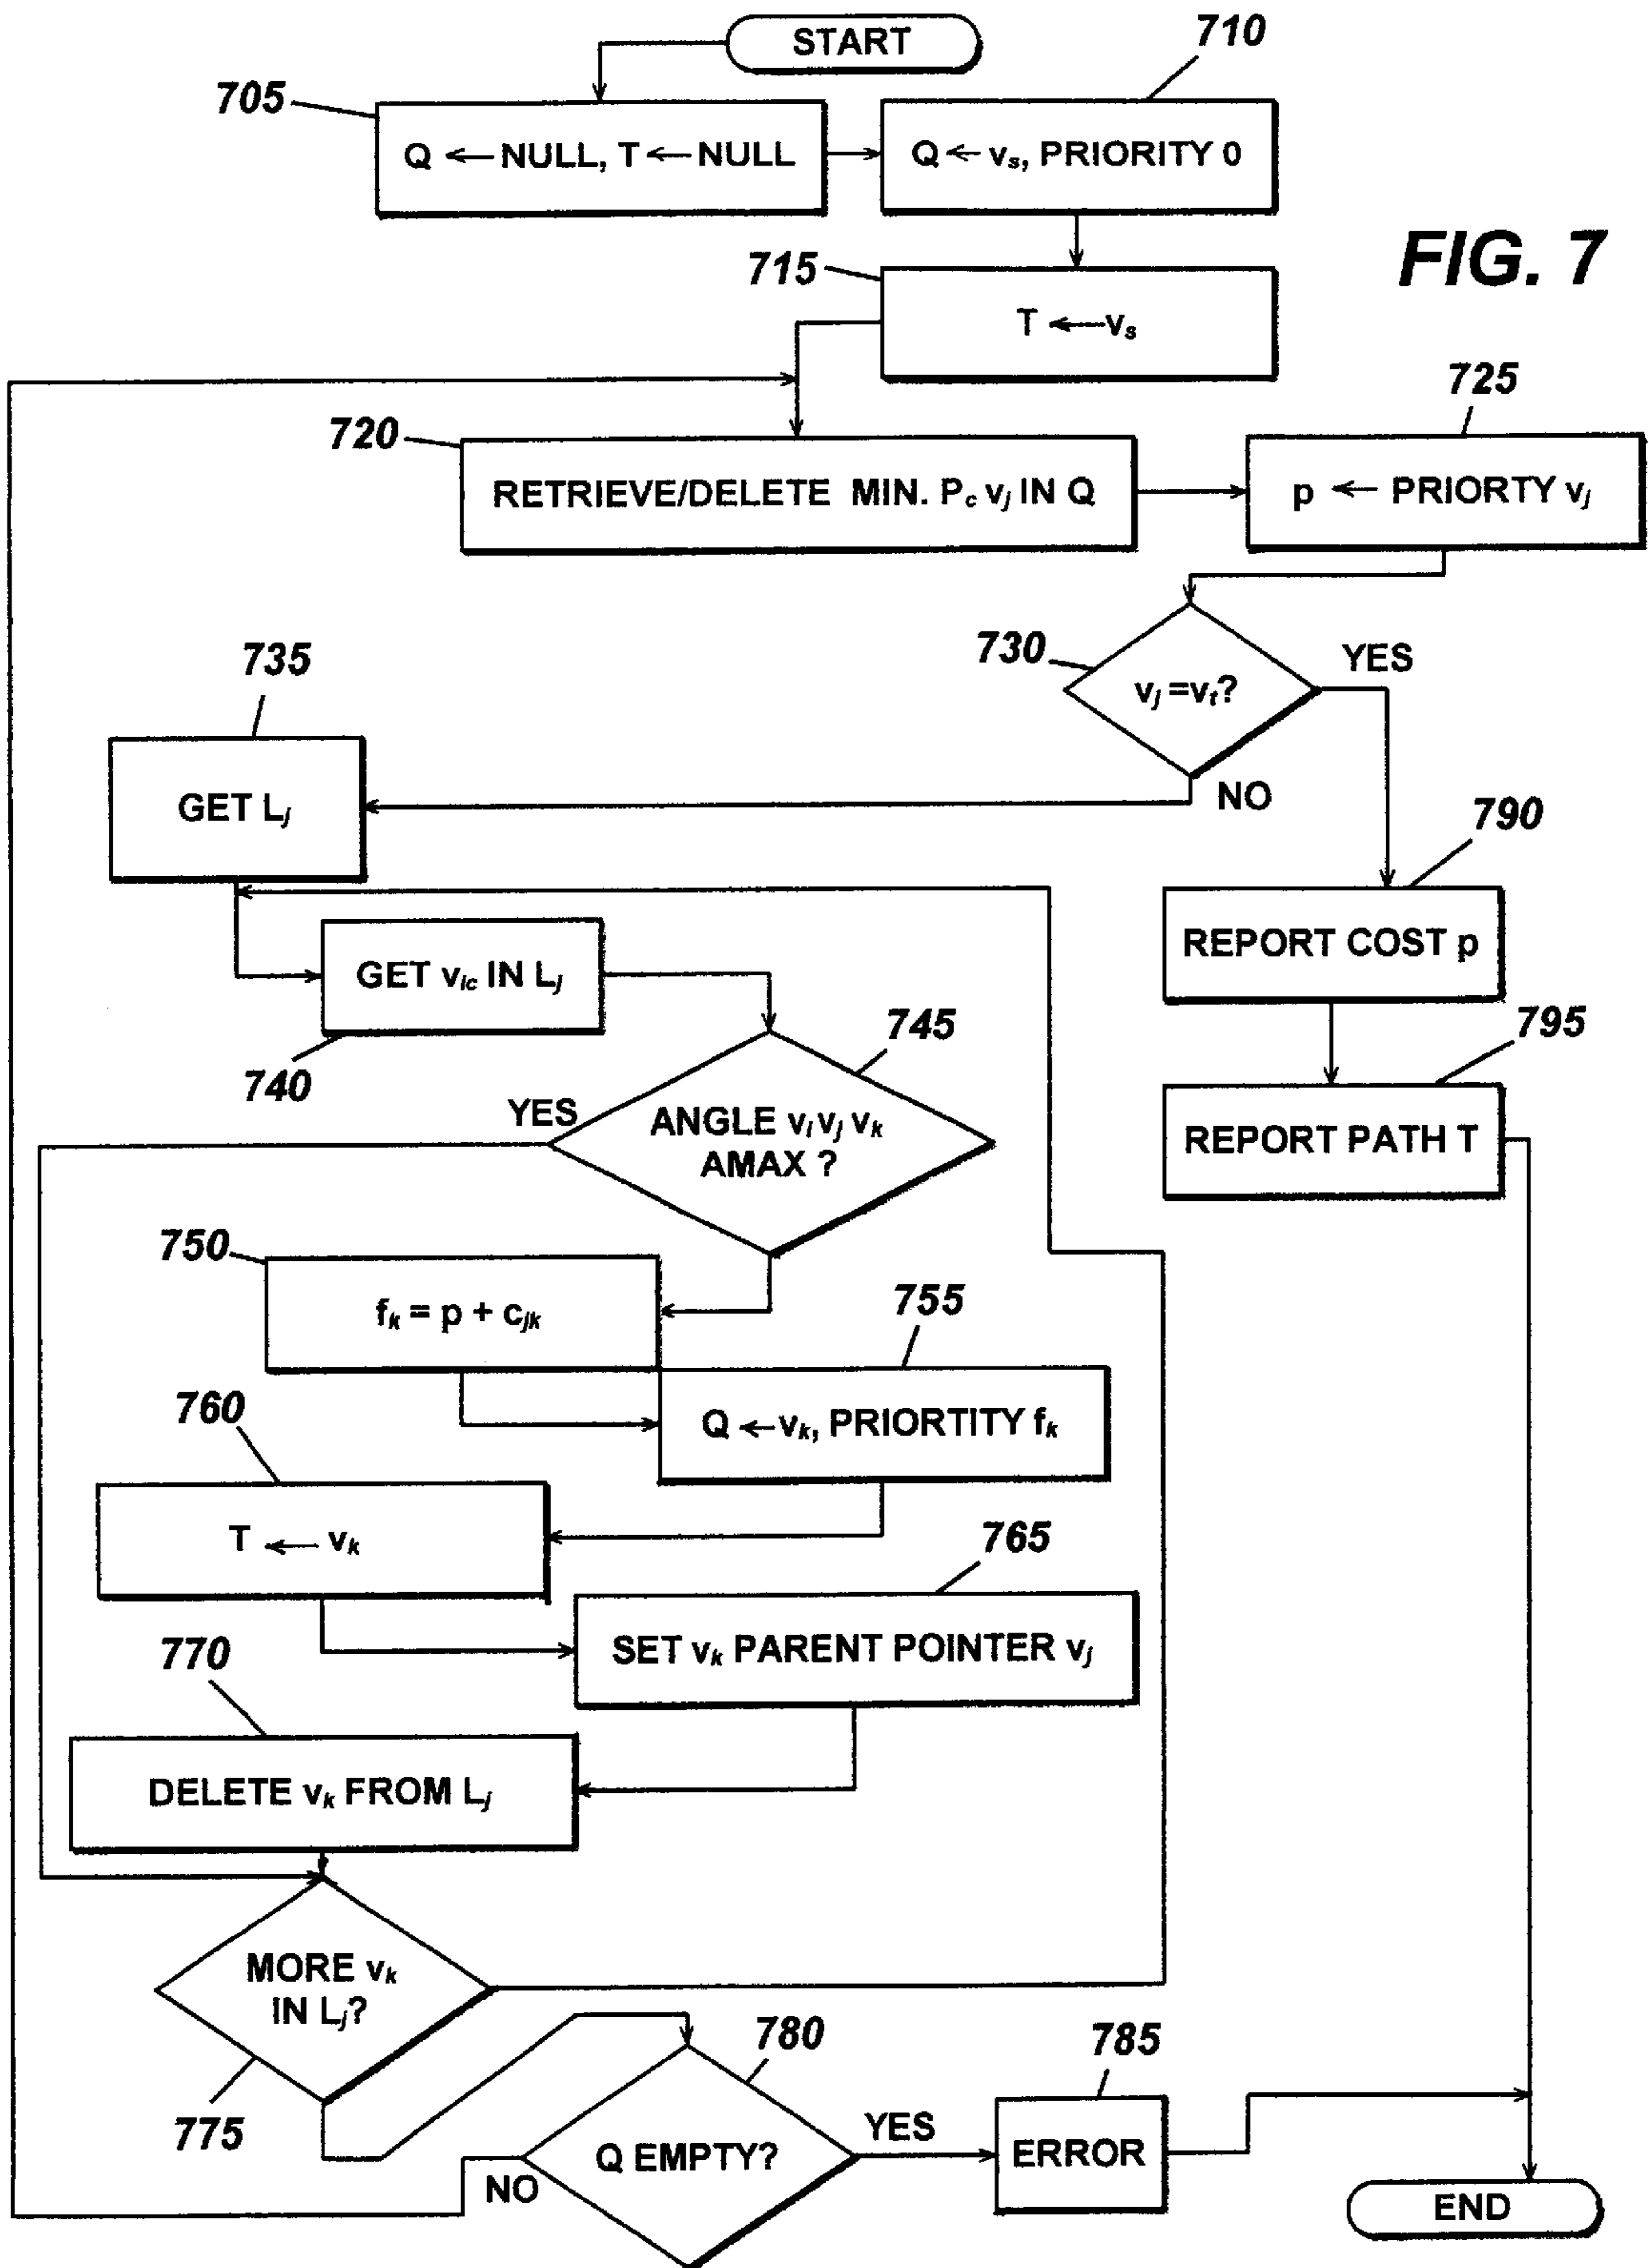 START
710
705
Q ← NULL, T ← NULL
Q ← vs, PRIORITY 0
FIG. 7
715
T ← vs
725
720
RETRIEVE/DELETE MIN. Pc vj IN Q
p ← PRIORTY vj
730
YES
vj =vt?
NO
735
GET Lj
790
REPORT COST p
GET vic IN Lj
740
745
795
YES
ANGLE vi vj vk
AMAX ?
REPORT PATH T
750
fk = p + cjk
755
Q ← vk, PRIORTITY fk
760
T ← vk
765
SET vk PARENT POINTER vj
770
DELETE vk FROM Lj
MORE vk
IN Lj?
775
780
Q EMPTY?
YES
NO
785
ERROR
END